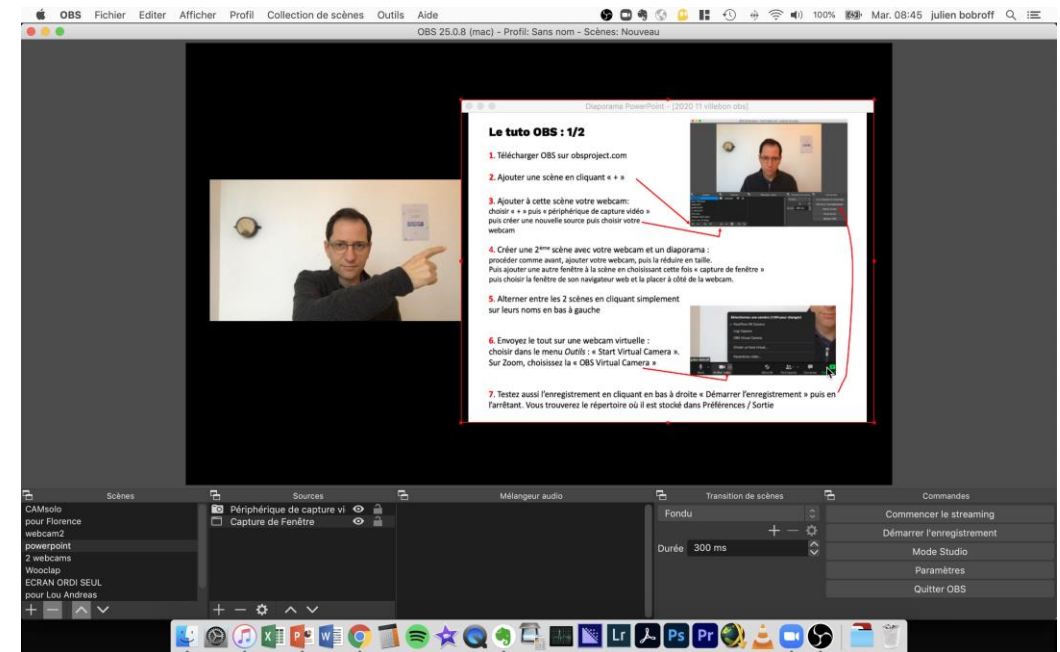 OBS Fichier Editer Afficher Profil Collection de scènes Outils Aide
100% Mar. 08:45 julien bobroff
OBS 25.0.8 (mac) - Profil: Sans nom - Scènes: Nouveau
Diaporama PowerPoint - [2020 11 villebon obs]
Le tuto OBS : 1/2
1. Télécharger OBS sur obsproject.com
2. Ajouter une scène en cliquant « + »
3. Ajouter à cette scène votre webcam:
choisir « + » puis « périphérique de capture vidéo »
puis créer une nouvelle source puis choisir votre
webcam
4. Créer une 2ème scène avec votre webcam et un diaporama :
procéder comme avant, ajouter votre webcam, puis la réduire en taille.
Puis ajouter une autre fenêtre à la scène en choisissant cette fois « capture de fenêtre »
puis choisir la fenêtre de son navigateur web et la placer à côté de la webcam.
5. Alterner entre les 2 scènes en cliquant simplement
sur leurs noms en bas à gauche
6. Envoyez le tout sur une webcam virtuelle :
choisir dans le menu Outils : « Start Virtual Camera ».
Sur Zoom, choisissez la « OBS Virtual Camera »
7. Testez aussi l'enregistrement en cliquant en bas à droite « Démarrer l'enregistrement » puis en
l'arrêtant. Vous trouverez le répertoire où il est stocké dans Préférences / Sortie
Scènes
CAMsolo
pour Florence
webcam2
powerpoint
2 webcams
Wooclap
ECRAN ORDI SEUL
pour Lou Andreas
Sources
Périphérique de capture vi
Capture de Fenêtre
Mélangeur audio
Transition de scènes
Fondu
Durée 300 ms
Commandes
Commencer le streaming
Démarrer l'enregistrement
Mode Studio
Paramètres
Quitter OBS
Lr Ps Pr